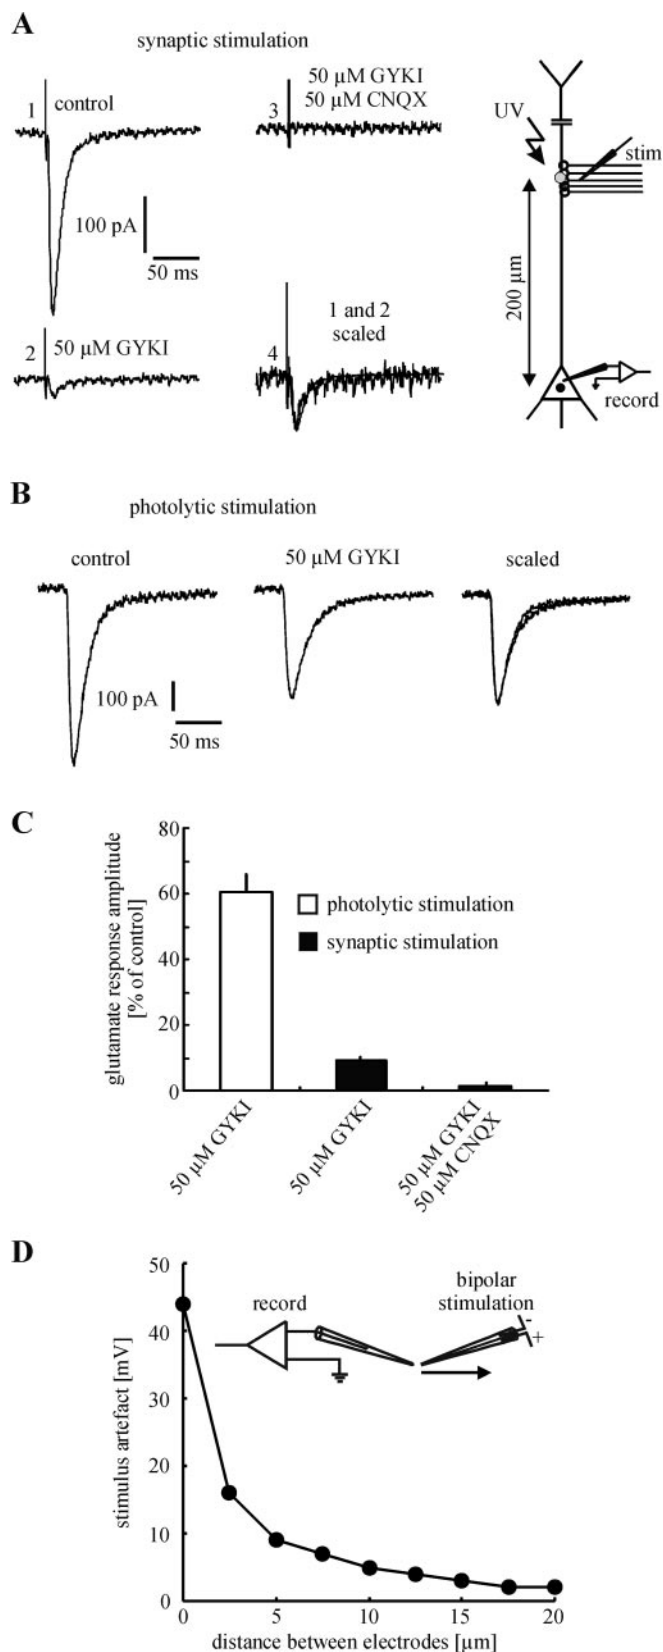 A
synaptic stimulation
1
control
100 pA
50 ms
3
50 µM GYKI
50 µM CNQX
2
50 µM GYKI
4
1 and 2
scaled
UV
stim
200 µm
record
B
photolytic stimulation
control
50 µM GYKI
scaled
100 pA
50 ms
C
glutamate response amplitude
[% of control]
80
60
40
20
0
photolytic stimulation
synaptic stimulation
50 µM GYKI
50 µM GYKI
50 µM GYKI
50 µM CNQX
D
stimulus artefact [mV]
50
40
30
20
10
0
record
bipolar
stimulation
-
+
0
5
10
15
20
distance between electrodes [µm]